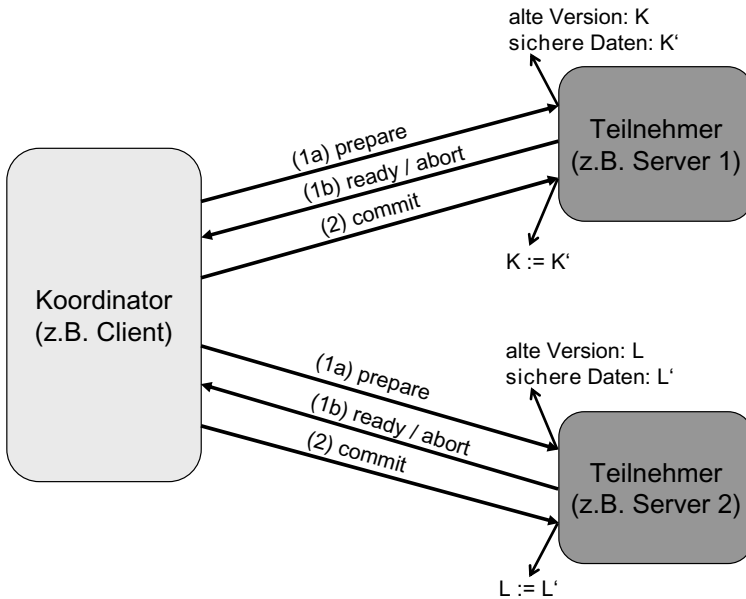 alte Version: K
sichere Daten: K‘
Teilnehmer
(z.B. Server 1)
(1a) prepare
(1b) ready / abort
(2) commit
K := K‘
Koordinator
(z.B. Client)
alte Version: L
sichere Daten: L‘
(1a) prepare
(1b) ready / abort
(2) commit
Teilnehmer
(z.B. Server 2)
L := L‘